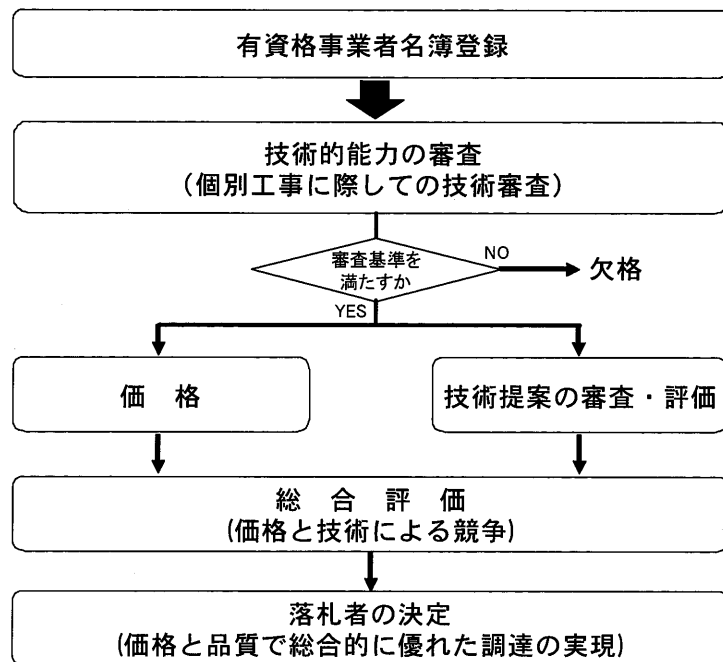 有資格事業者名簿登録
技術的能力の審査
（個別工事に際しての技術審査）
審査基準を
満たすか
NO
欠格
YES
価　格
技術提案の審査・評価
総　合　評　価
(価格と技術による競争)
落札者の決定
(価格と品質で総合的に優れた調達の実現)